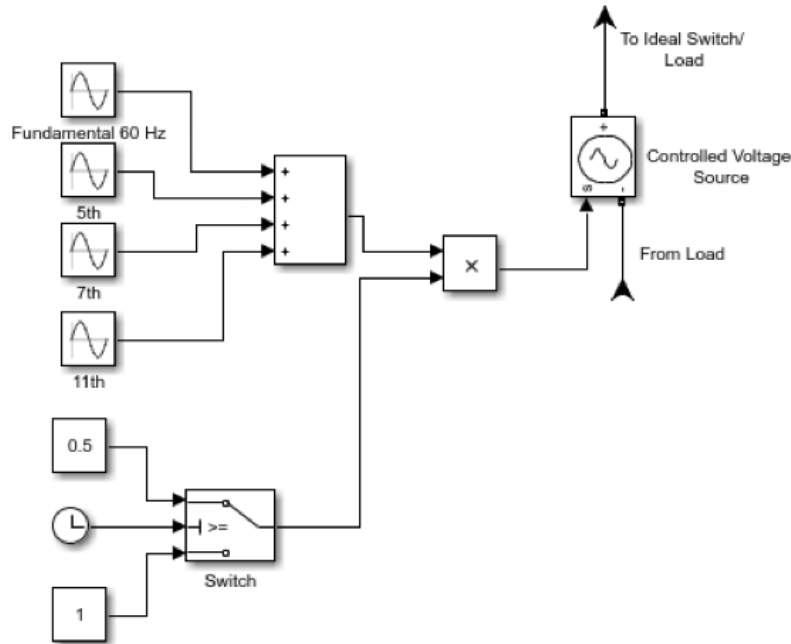 To Ideal Switch/
Load
Fundamental 60 Hz
+
+
+
+
5th
7th
11th
+
s
-
Controlled Voltage
Source
From Load
×
0.5
>=
Switch
1